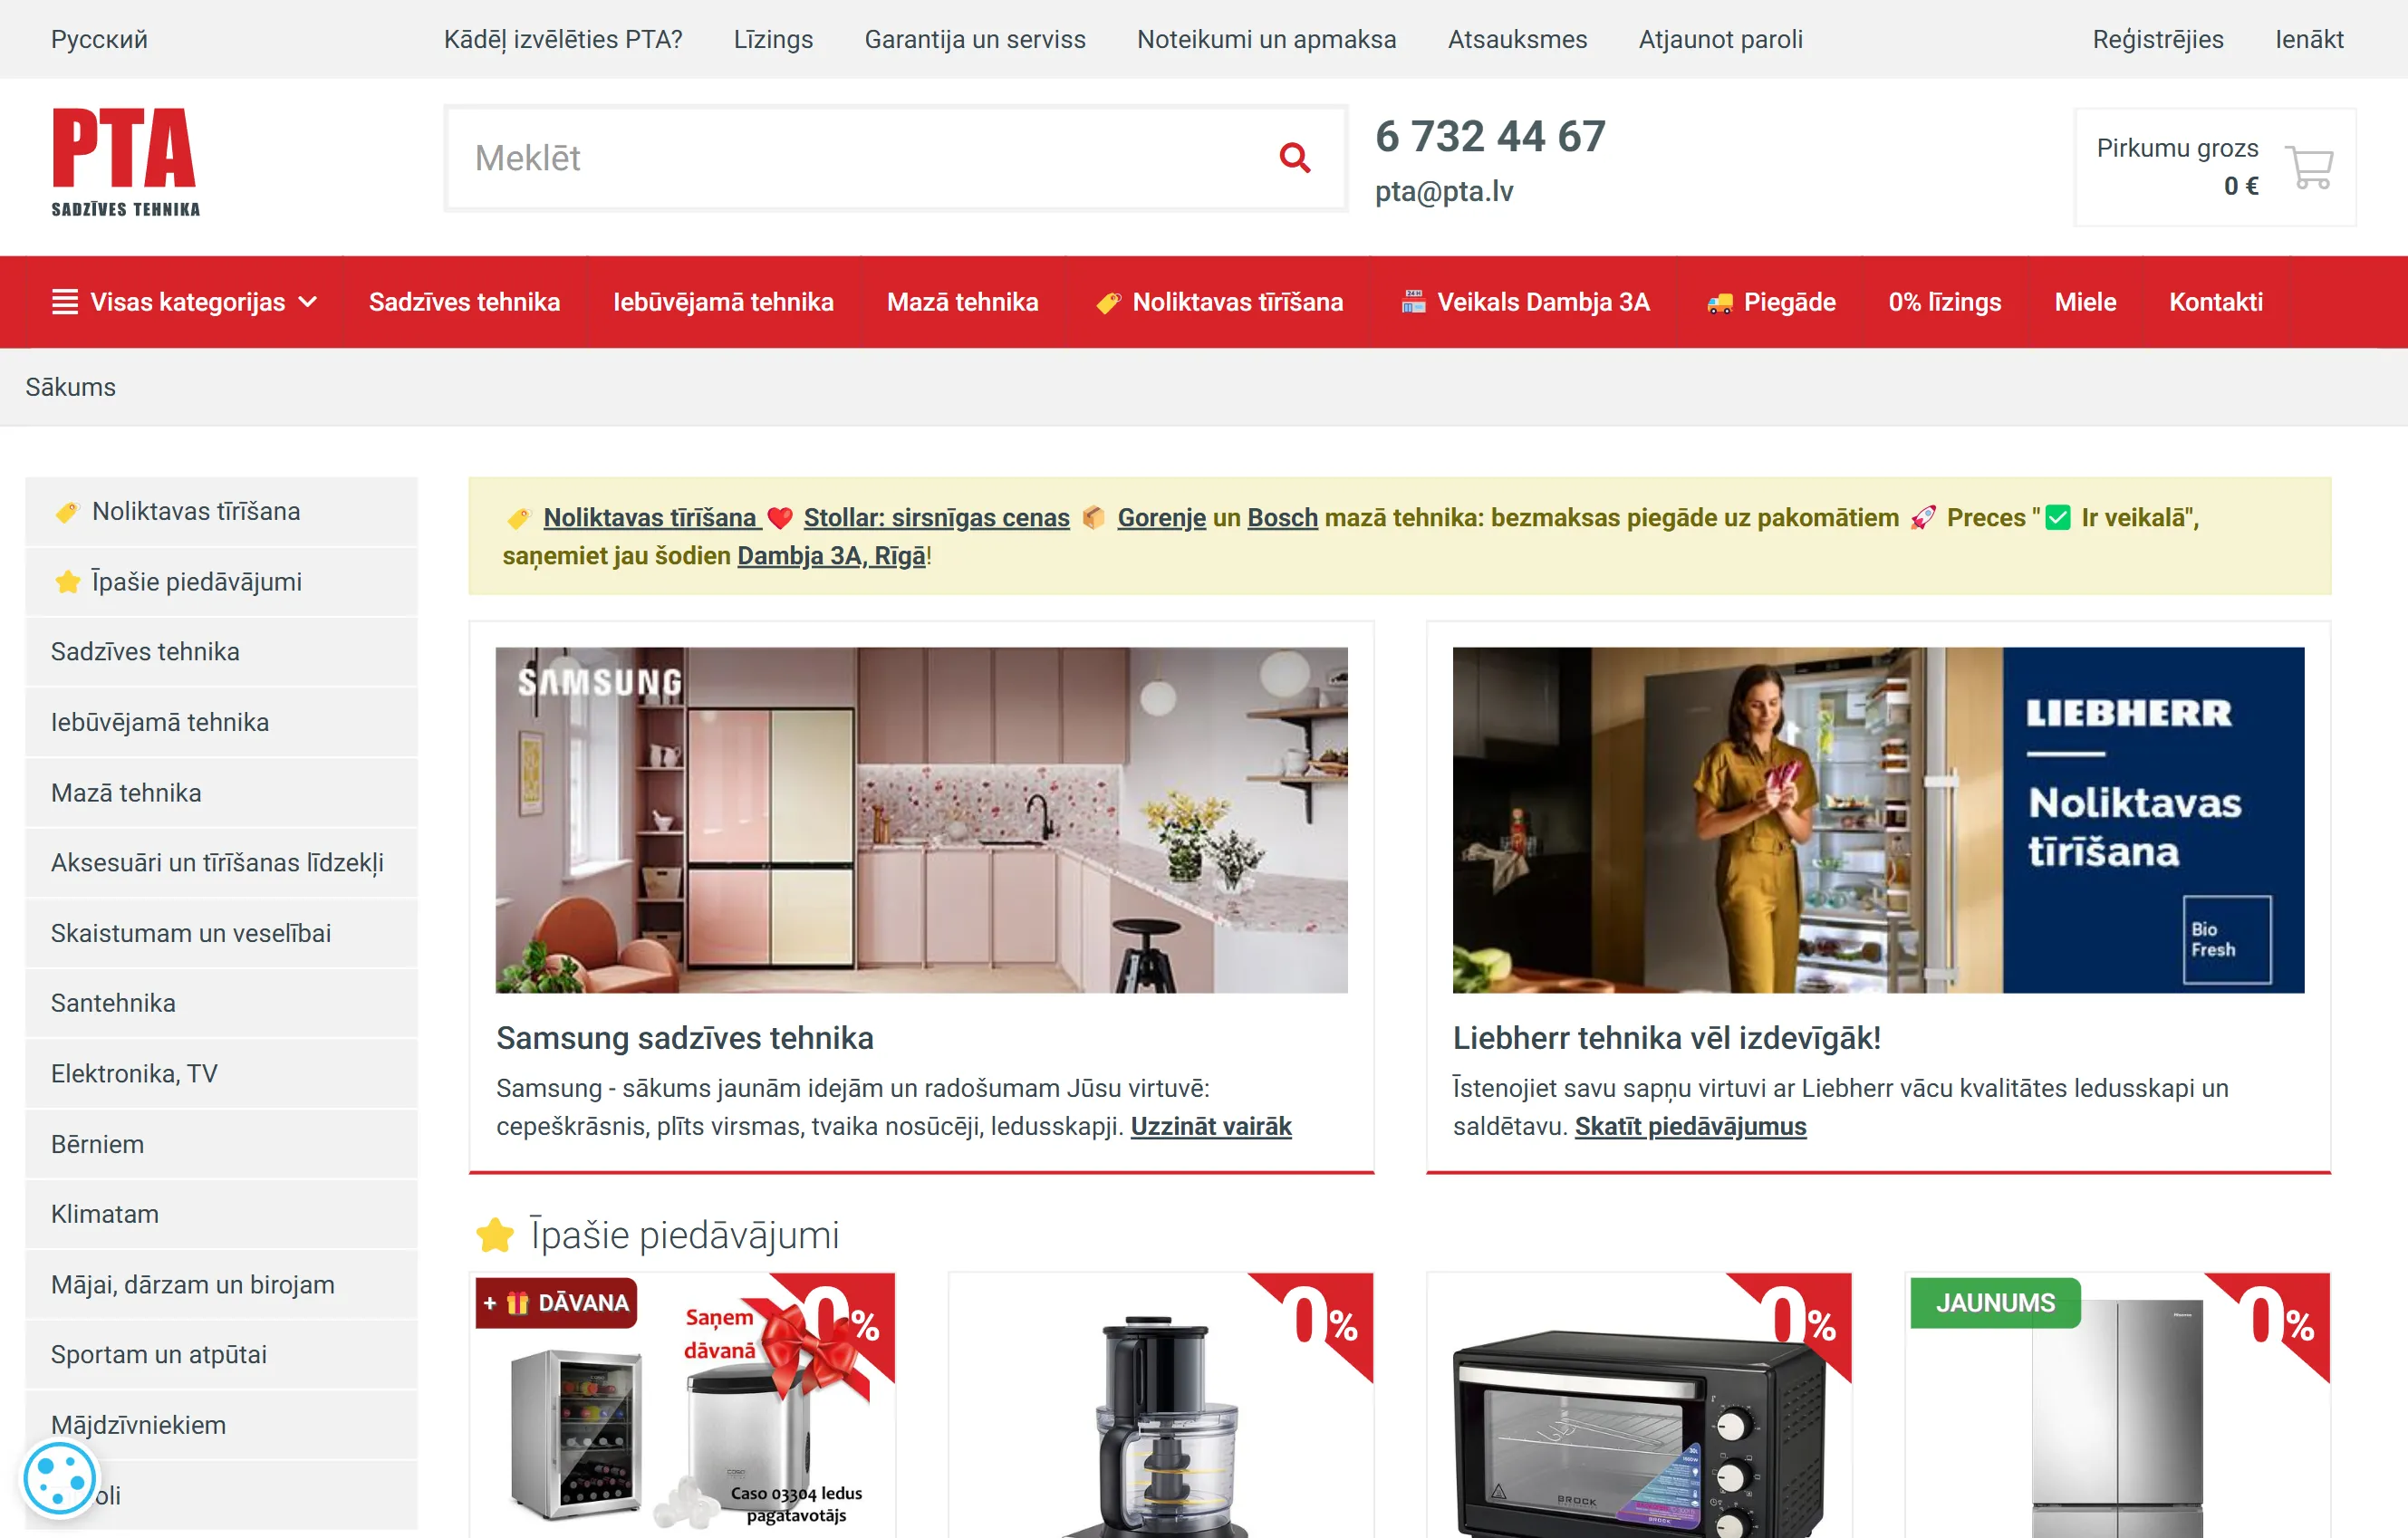 Русский
Kādēļ izvēlēties PTA?
Līzings
Garantija un serviss
Noteikumi un apmaksa
Atsauksmes
Atjaunot paroli
Reģistrējies
Ienākt
PTA
SADZĪVES TEHNIKA
Meklēt
6 732 44 67
pta@pta.lv
Pirkumu grozs
0 €
Visas kategorijas
Sadzīves tehnika
Iebūvējamā tehnika
Mazā tehnika
Noliktavas tīrīšana
Veikals Dambja 3A
Piegāde
0% līzings
Miele
Kontakti
Sākums
Noliktavas tīrīšana
Īpašie piedāvājumi
Sadzīves tehnika
Iebūvējamā tehnika
Mazā tehnika
Aksesuāri un tīrīšanas līdzekļi
Skaistumam un veselībai
Santehnika
Elektronika, TV
Bērniem
Klimatam
Mājai, dārzam un birojam
Sportam un atpūtai
Mājdzīvniekiem
oli
Noliktavas tīrīšana ❤️ Stollar: sirsnīgas cenas 📦 Gorenje un Bosch mazā tehnika: bezmaksas piegāde uz pakomātiem 🚀 Preces "✅ Ir veikalā",
saņemiet jau šodien Dambja 3A, Rīgā!
SAMSUNG
Samsung sadzīves tehnika
Samsung - sākums jaunām idejām un radošumam Jūsu virtuvē:
cepeškrāsnis, plīts virsmas, tvaika nosūcēji, ledusskapji. Uzzināt vairāk
LIEBHERR
Noliktavas
tīrīšana
Bio
Fresh
Liebherr tehnika vēl izdevīgāk!
Īstenojiet savu sapņu virtuvi ar Liebherr vācu kvalitātes ledusskapi un
saldētavu. Skatīt piedāvājumus
Īpašie piedāvājumi
+ 🎁 DĀVANA
Saņem
dāvanā
0%
Caso 03304 ledus
pagatavotājs
0%
0%
BROCK
JAUNUMS
0%